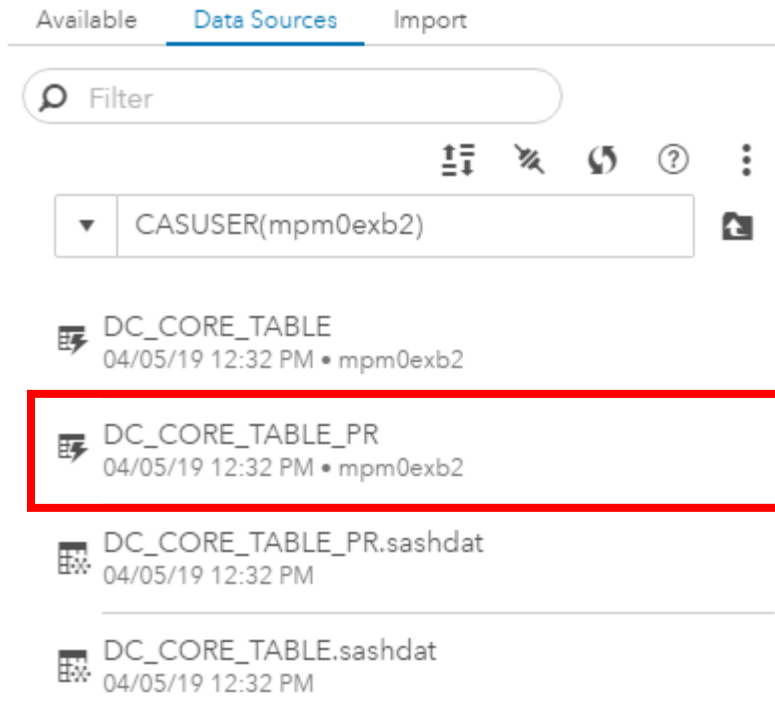 Available Data Sources Import
Filter
?
CASUSER(mpm0exb2)
DC_CORE_TABLE
04/05/19 12:32 PM • mpm0exb2
DC_CORE_TABLE_PR
04/05/19 12:32 PM • mpm0exb2
DC_CORE_TABLE_PR.sashdat
04/05/19 12:32 PM
DC_CORE_TABLE.sashdat
04/05/19 12:32 PM